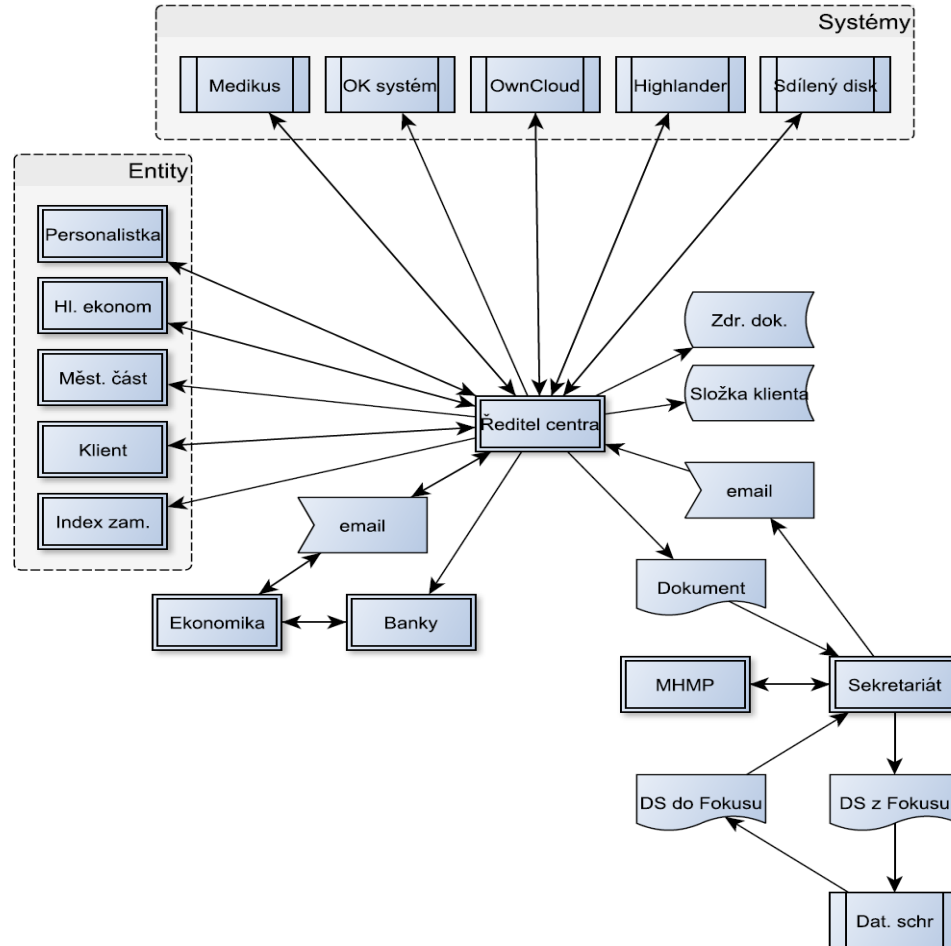 Systémy
Medikus
OK systém
OwnCloud
Highlander
Sdílený disk
Entity
Personalistka
Hl. ekonom
Měst. část
Klient
Index zam.
Zdr. dok.
Složka klienta
Ředitel centra
email
email
Ekonomika
Banky
Dokument
MHMP
Sekretariát
DS do Fokusu
DS z Fokusu
Dat. schr